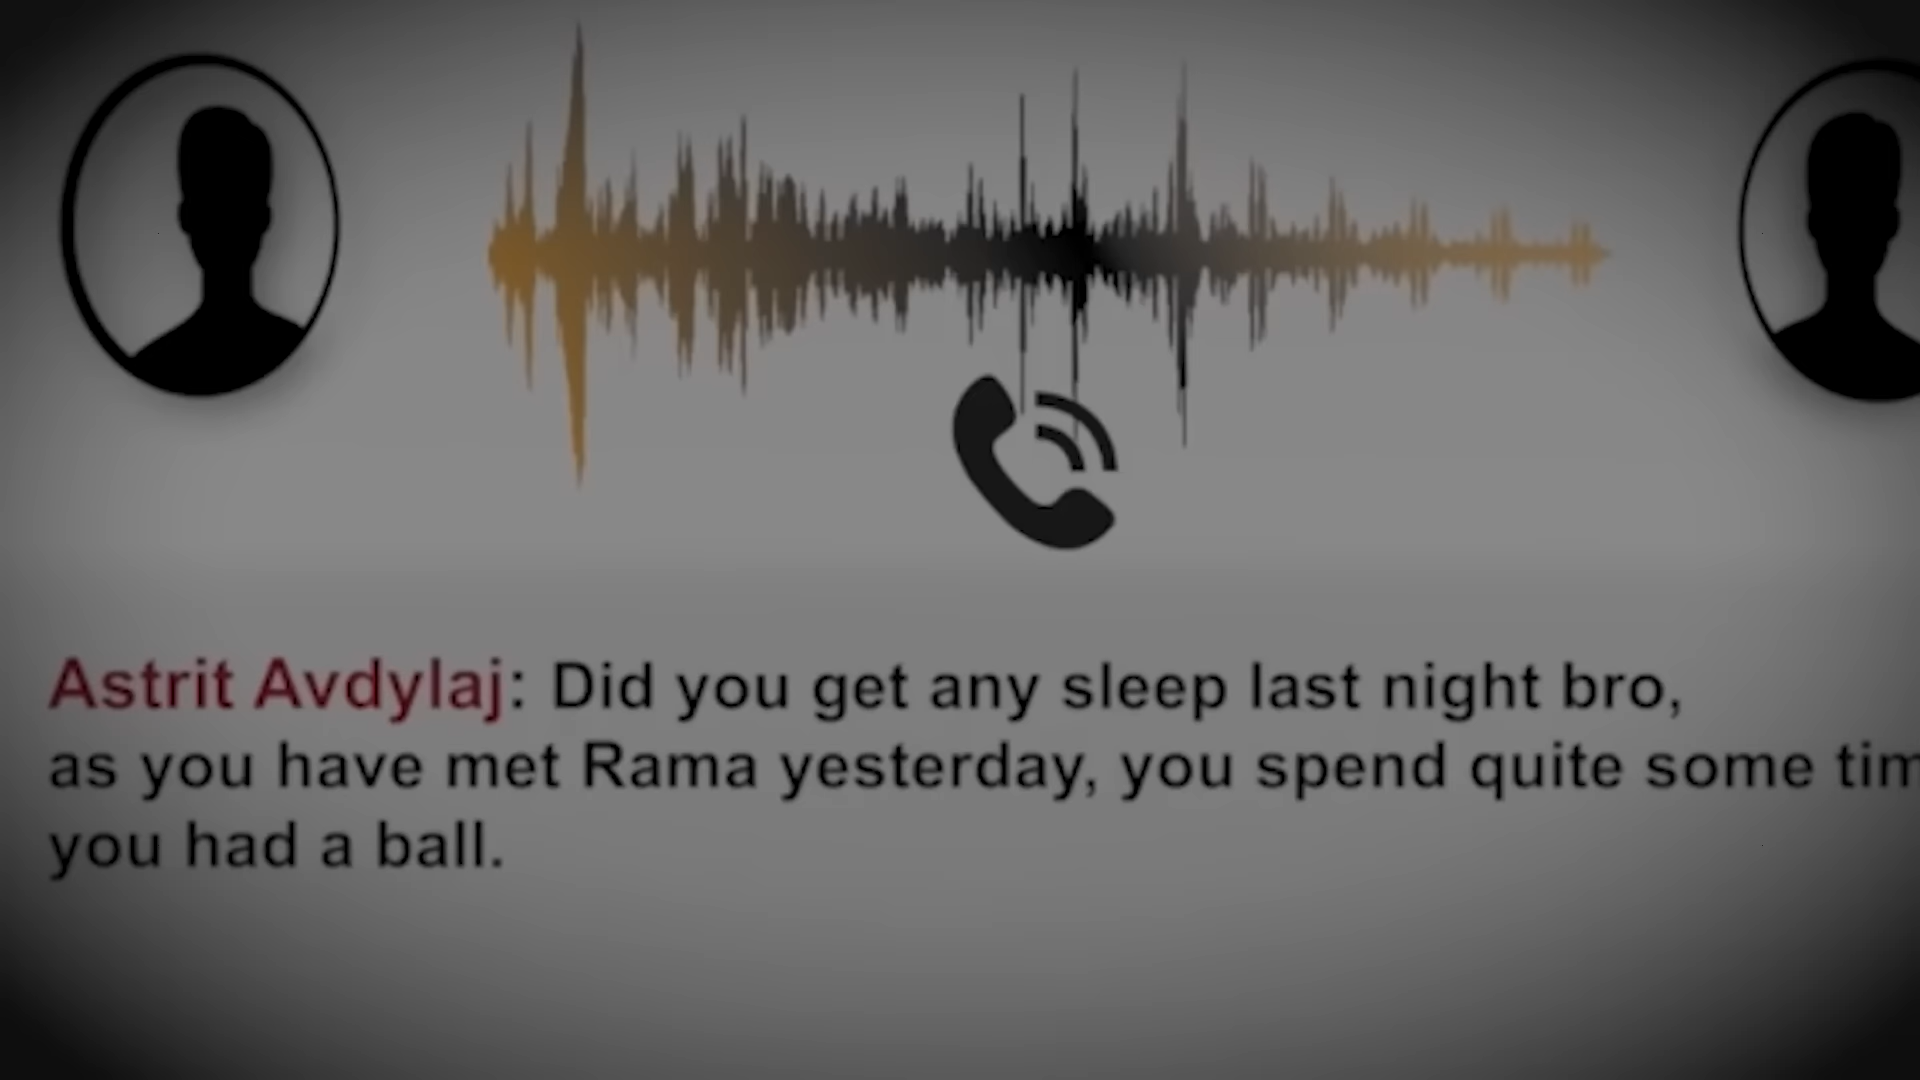 Astrit Avdylaj: Did you get any sleep last night bro,
as you have met Rama yesterday, you spend quite some tim
you had a ball.